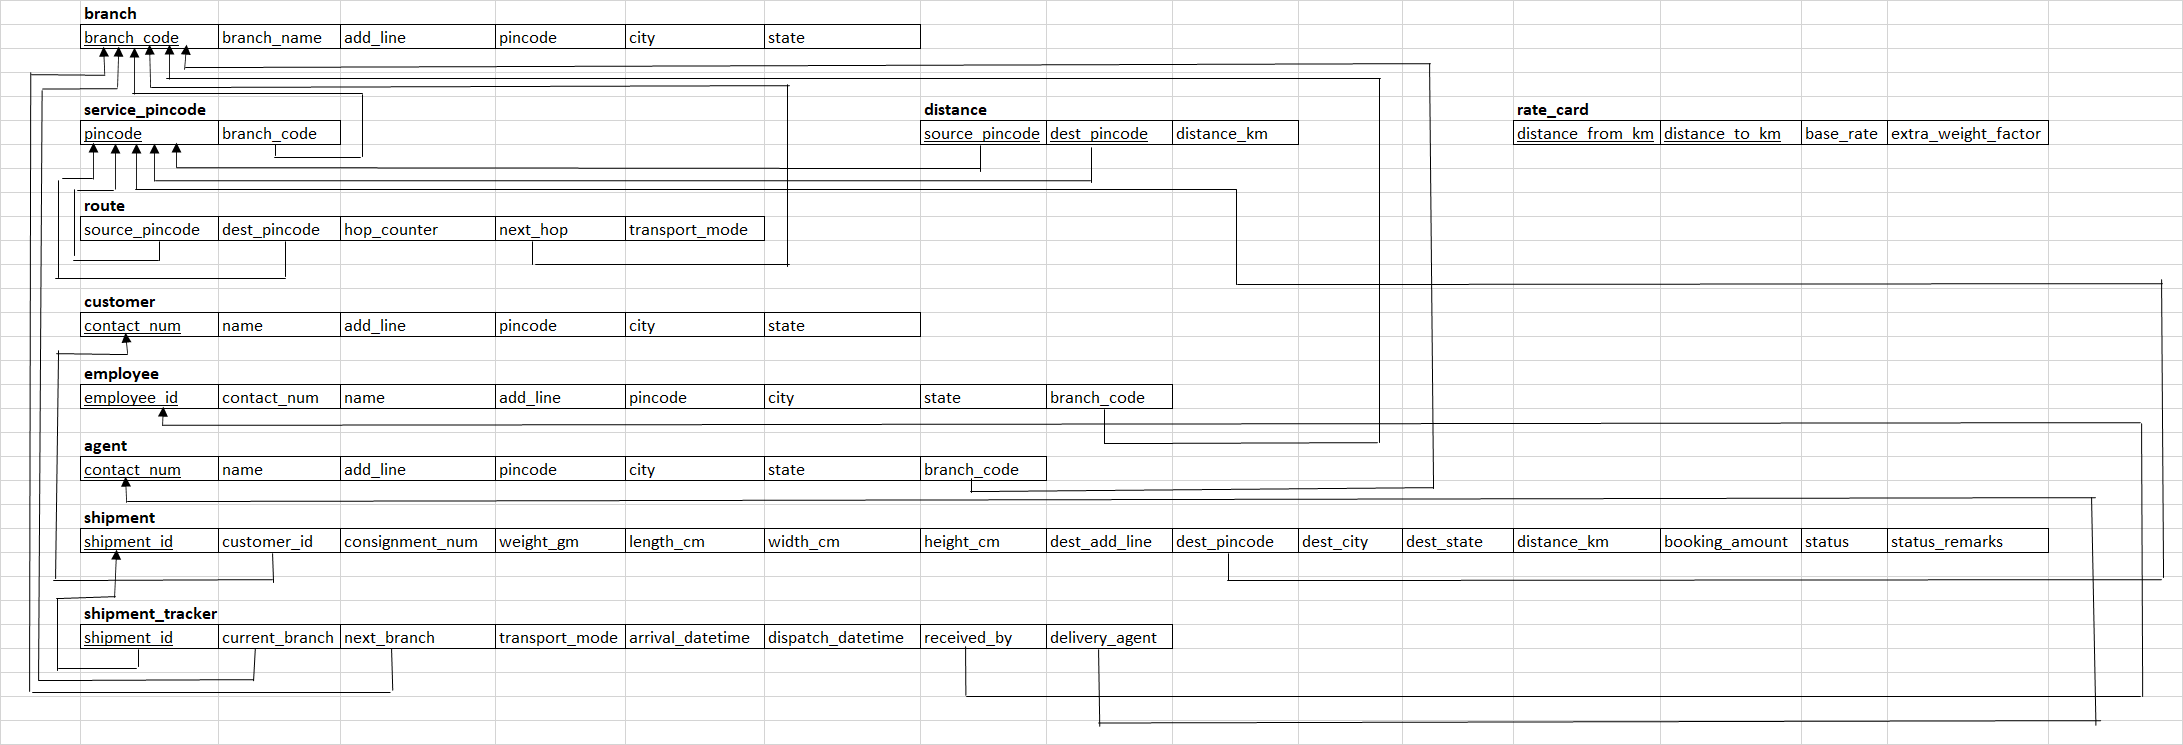 branch
branch_code branch_name add_line pincode city state
service_pincode distance rate_card
pincode branch_code source_pincode dest_pincode distance_km distance_from_km distance_to_km base_rate extra_weight_factor
route
source_pincode dest_pincode hop_counter next_hop transport_mode
customer
contact_num name add_line pincode city state
employee
employee_id contact_num name add_line pincode city state branch_code
agent
contact_num name add_line pincode city state branch_code
shipment
shipment_id customer_id consignment_num weight_gm length_cm width_cm height_cm dest_add_line dest_pincode dest_city dest_state distance_km booking_amount status status_remarks
shipment_tracker
shipment_id current_branch next_branch transport_mode arrival_datetime dispatch_datetime received_by delivery_agent